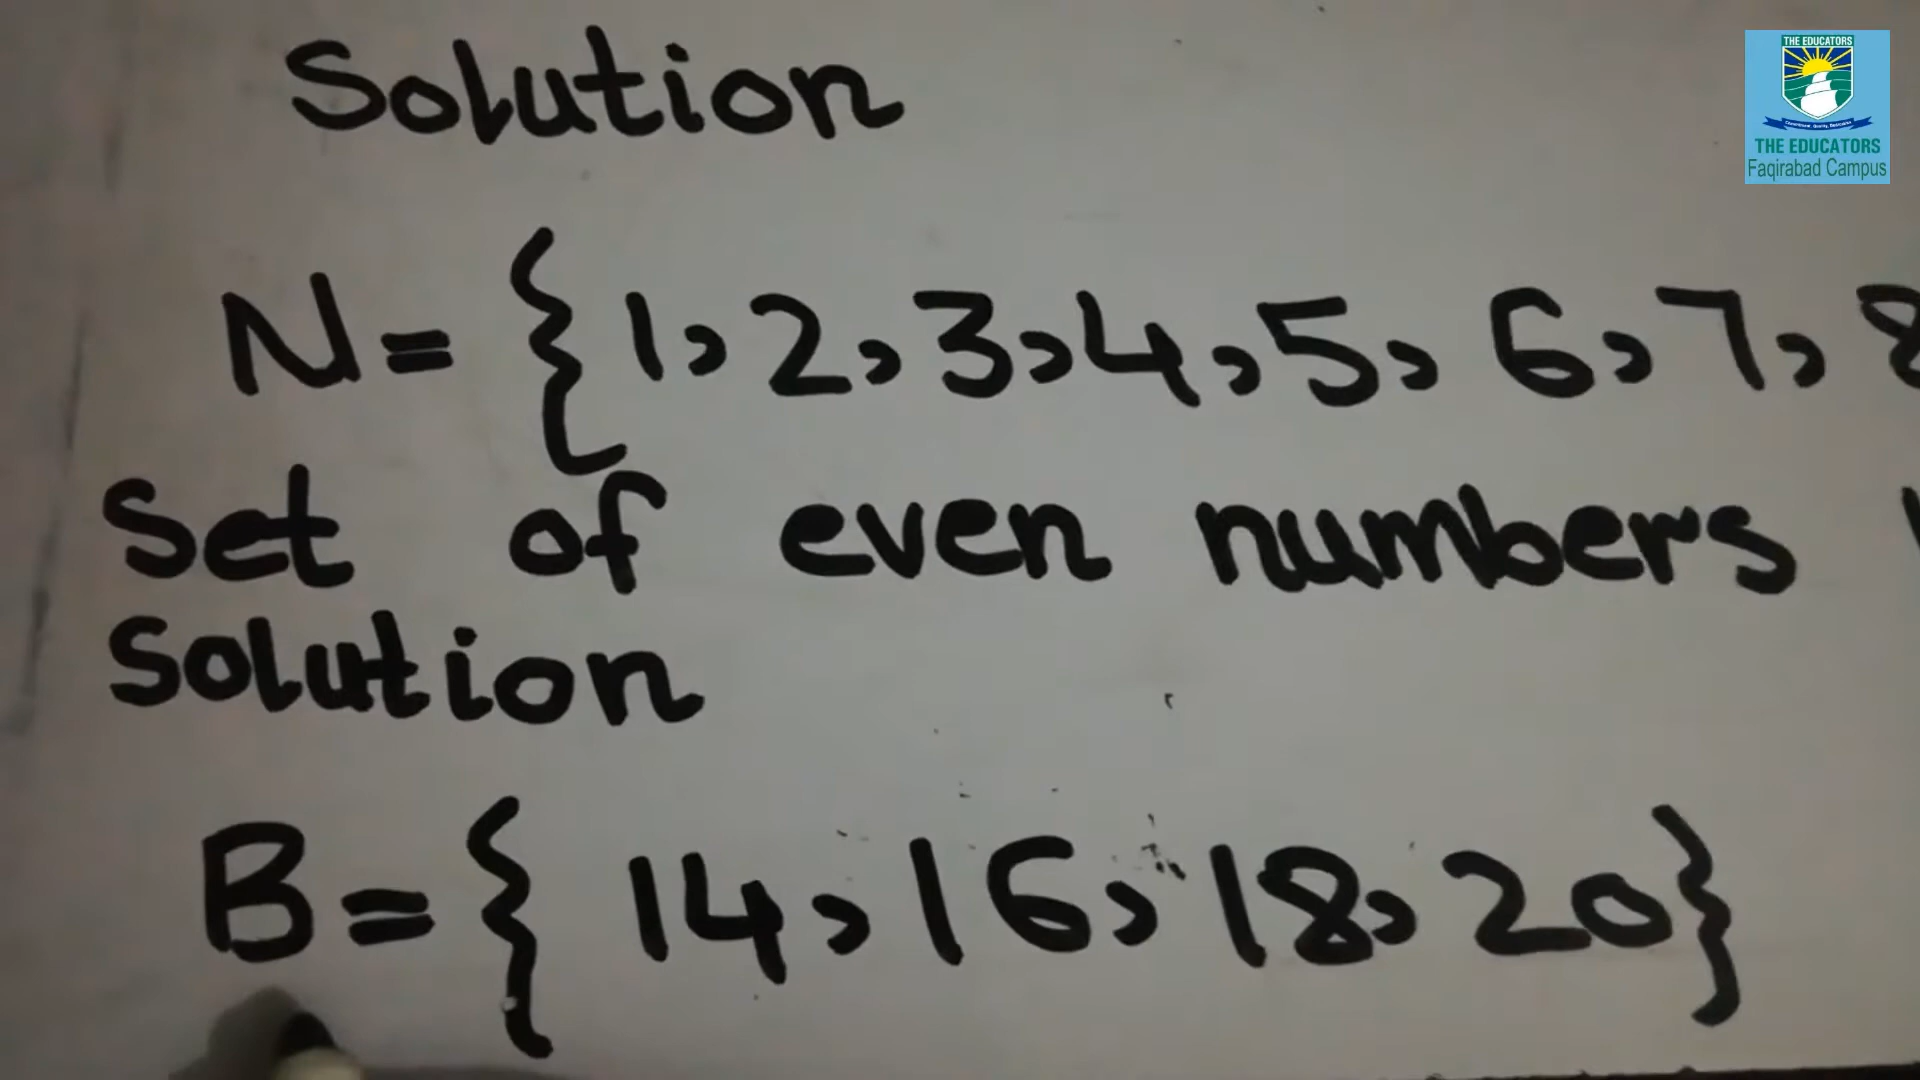 Solution
THE EDUCATORS
THE EDUCATORS
Faqirabad Campus
N = { 1, 2, 3, 4, 5, 6, 7, 8
Set of even numbers
Solution
B = { 14, 16, 18, 20 }